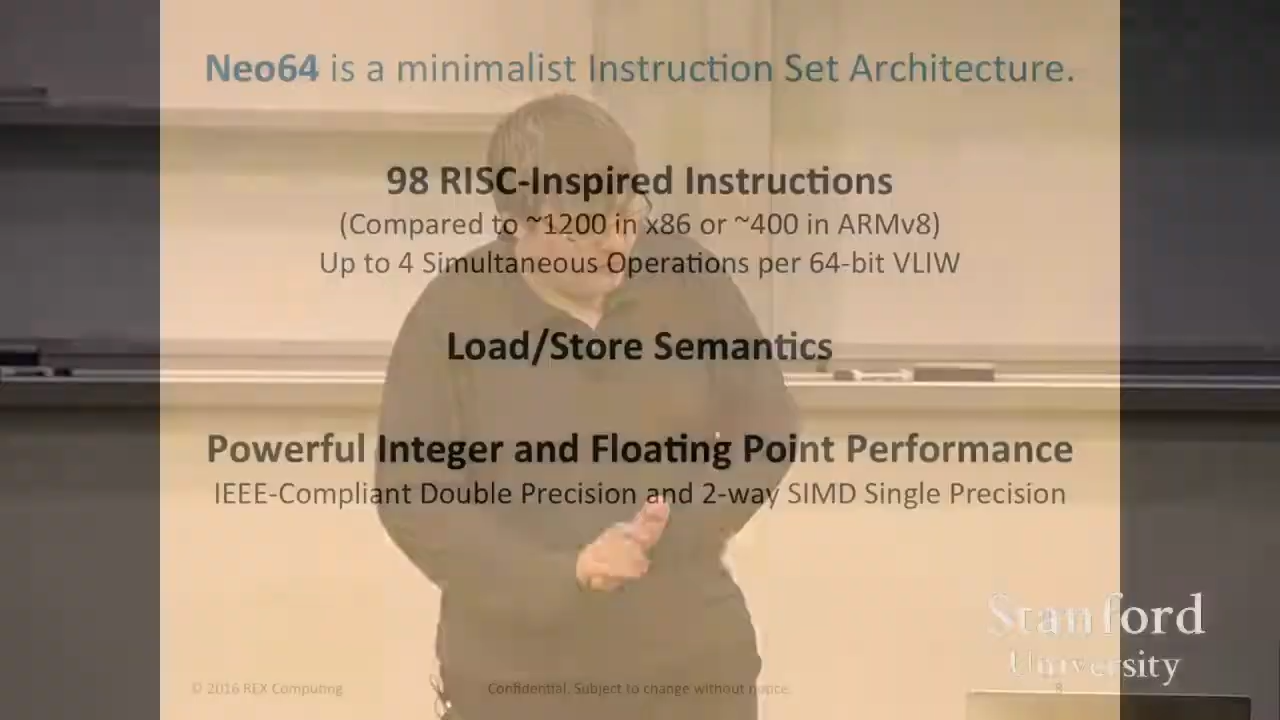 Neo64 is a minimalist Instruction Set Architecture.
98 RISC-Inspired Instructions
(Compared to ~1200 in x86 or ~400 in ARMv8)
Up to 4 Simultaneous Operations per 64-bit VLIW
Load/Store Semantics
Powerful Integer and Floating Point Performance
IEEE-Compliant Double Precision and 2-way SIMD Single Precision
Stanford
University
© 2016 REX Computing
Confidential. Subject to change without notice.
8